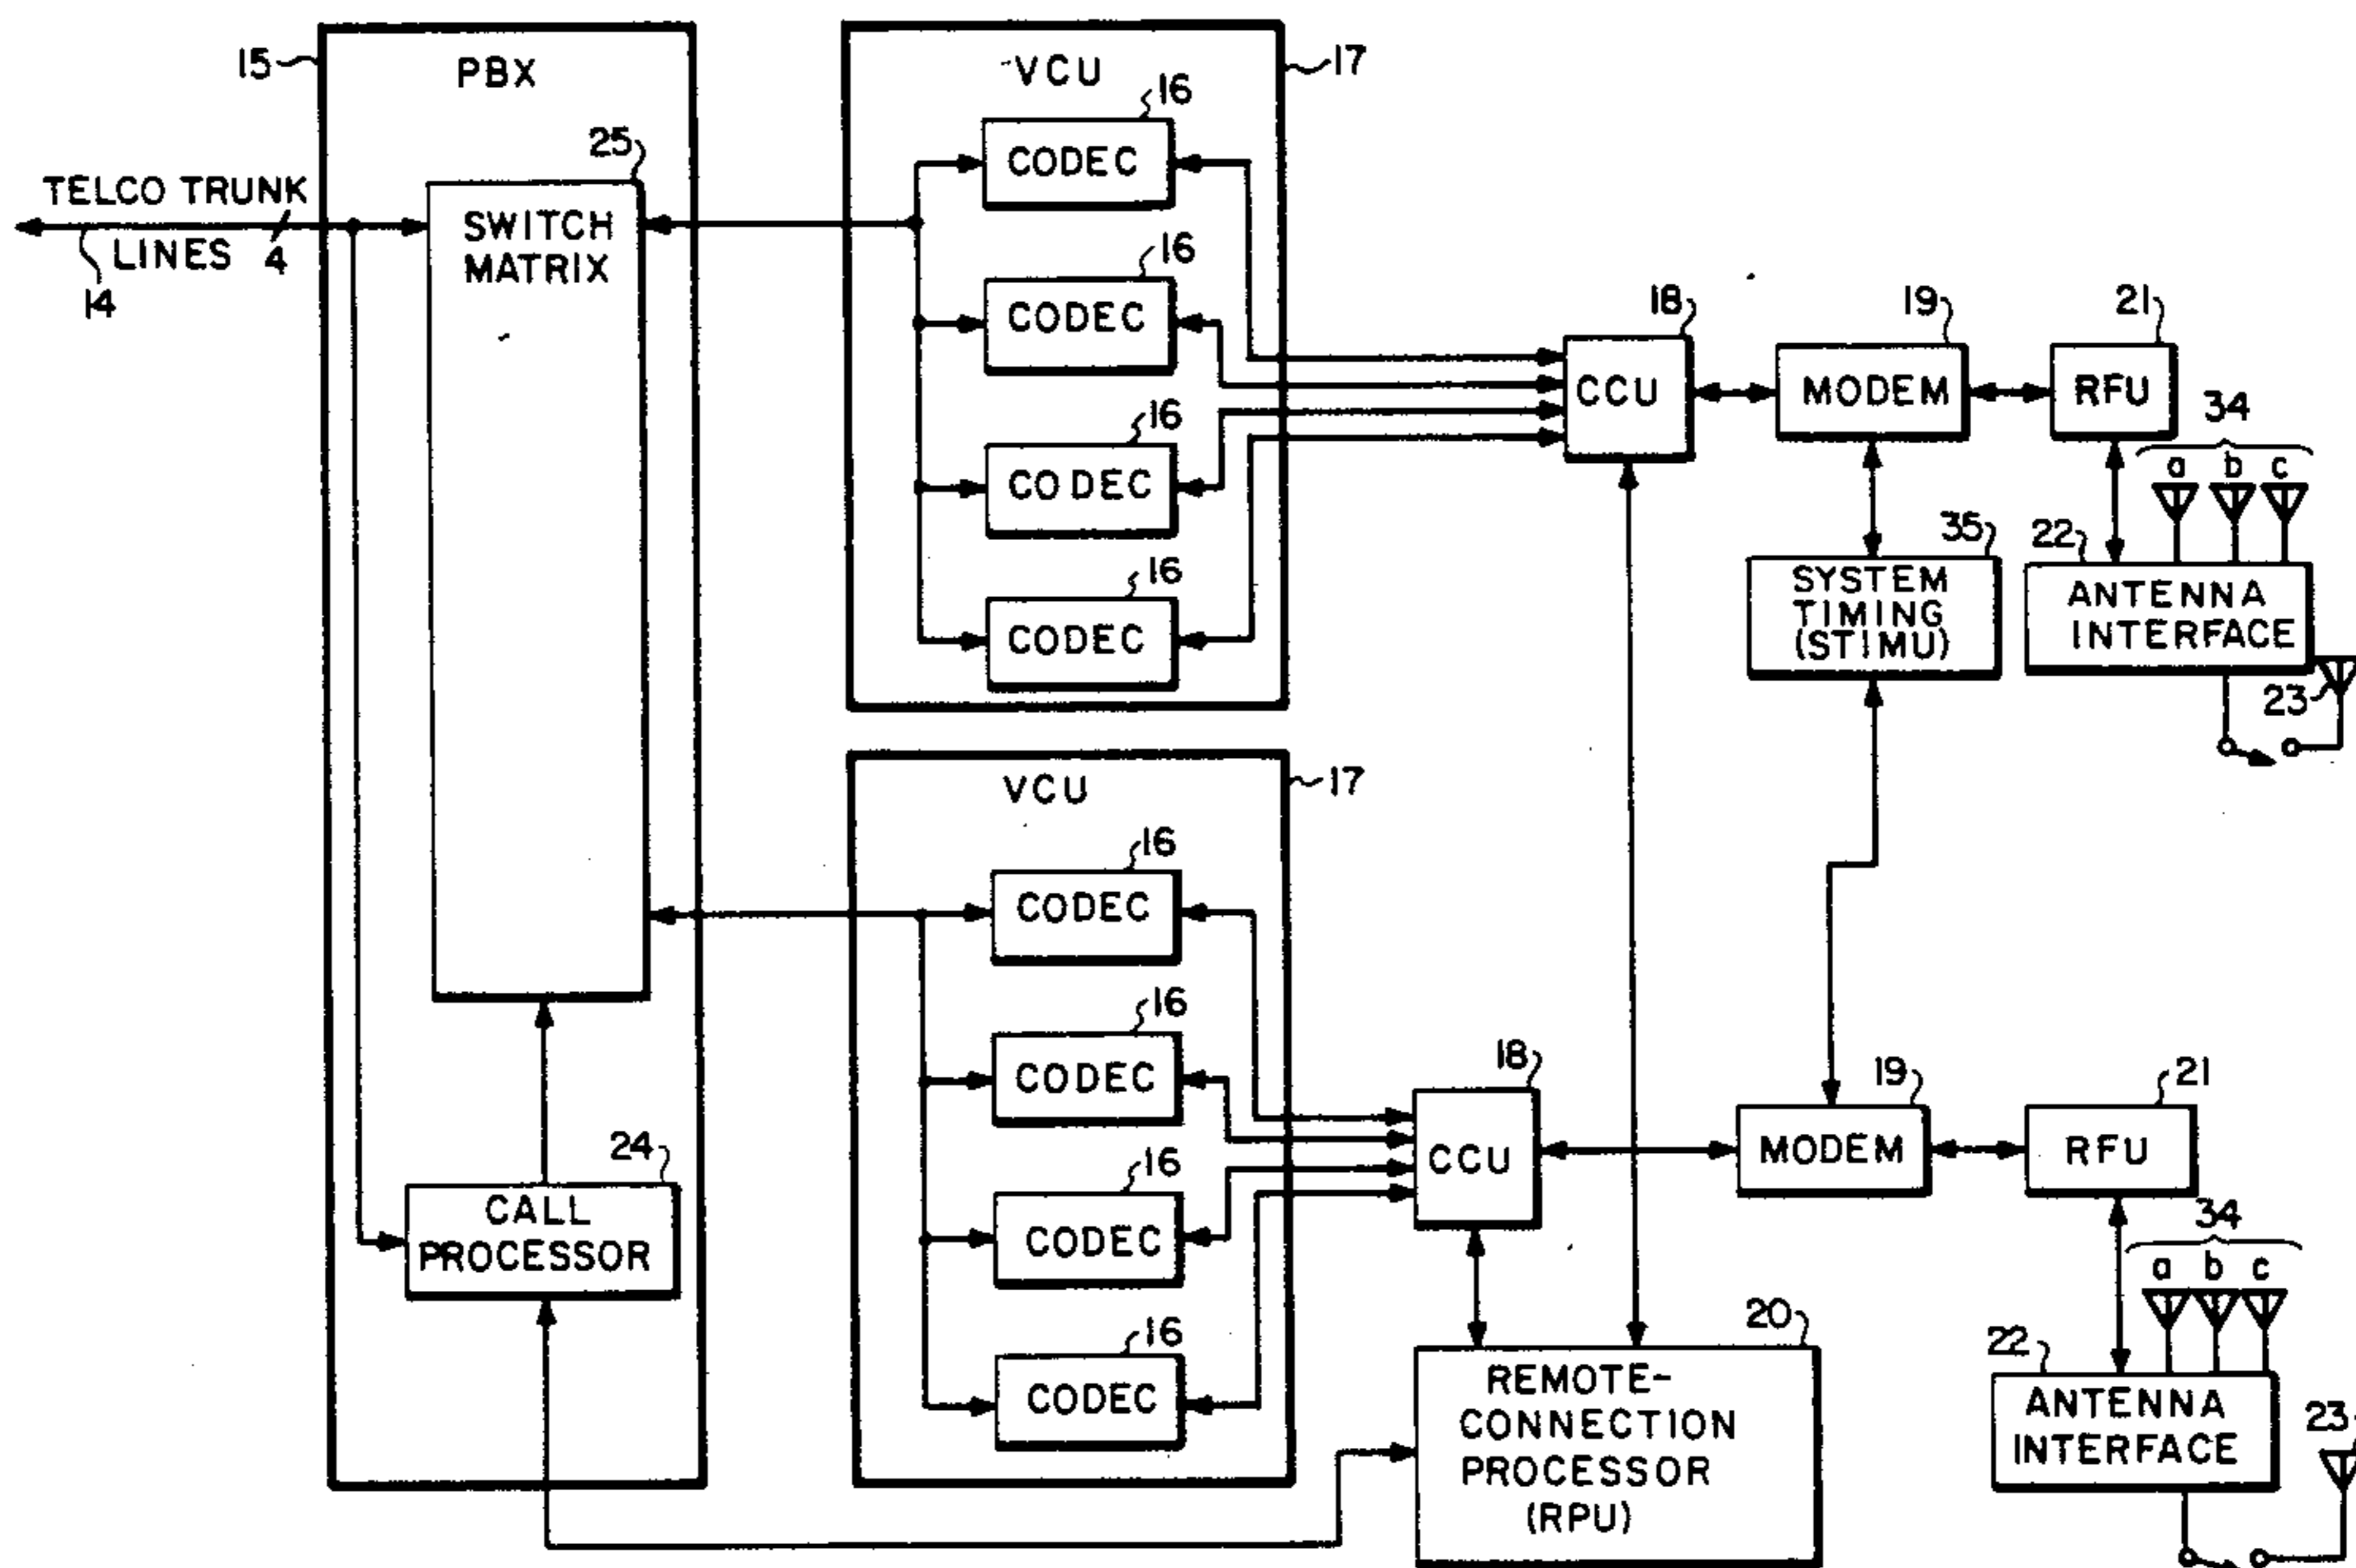 15
PBX
25
TELCO TRUNK
LINES 4
14
SWITCH
MATRIX
24
CALL
PROCESSOR
VCU
17
16
CODEC
16
CODEC
16
CODEC
16
CODEC
VCU
17
16
CODEC
16
CODEC
16
CODEC
16
CODEC
18
CCU
19
MODEM
21
RFU
34
a b c
35
SYSTEM
TIMING
(STIMU)
22
ANTENNA
INTERFACE
23
18
CCU
19
MODEM
21
RFU
34
a b c
20
REMOTE-
CONNECTION
PROCESSOR
(RPU)
22
ANTENNA
INTERFACE
23